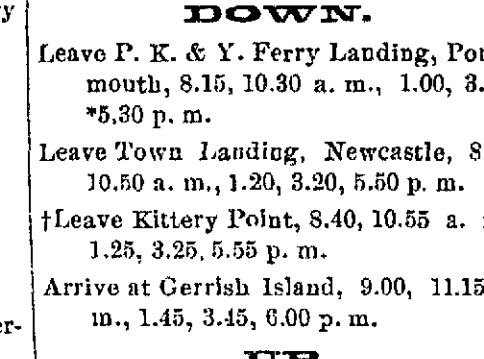 y
DOWN.
Leave P. K. & Y. Ferry Landing, Por
mouth, 8.15, 10.30 a. m., 1.00, 3.
*5.30 p. m.
Leave Town Landing, Newcastle, 8
10.50 a. m., 1.20, 3.20, 5.50 p. m.
†Leave Kittery Point, 8.40, 10.55 a.
1.25, 3.25, 5.55 p. m.
Arrive at Gerrish Island, 9.00, 11.15
m., 1.45, 3.45, 6.00 p. m.
er-
UP